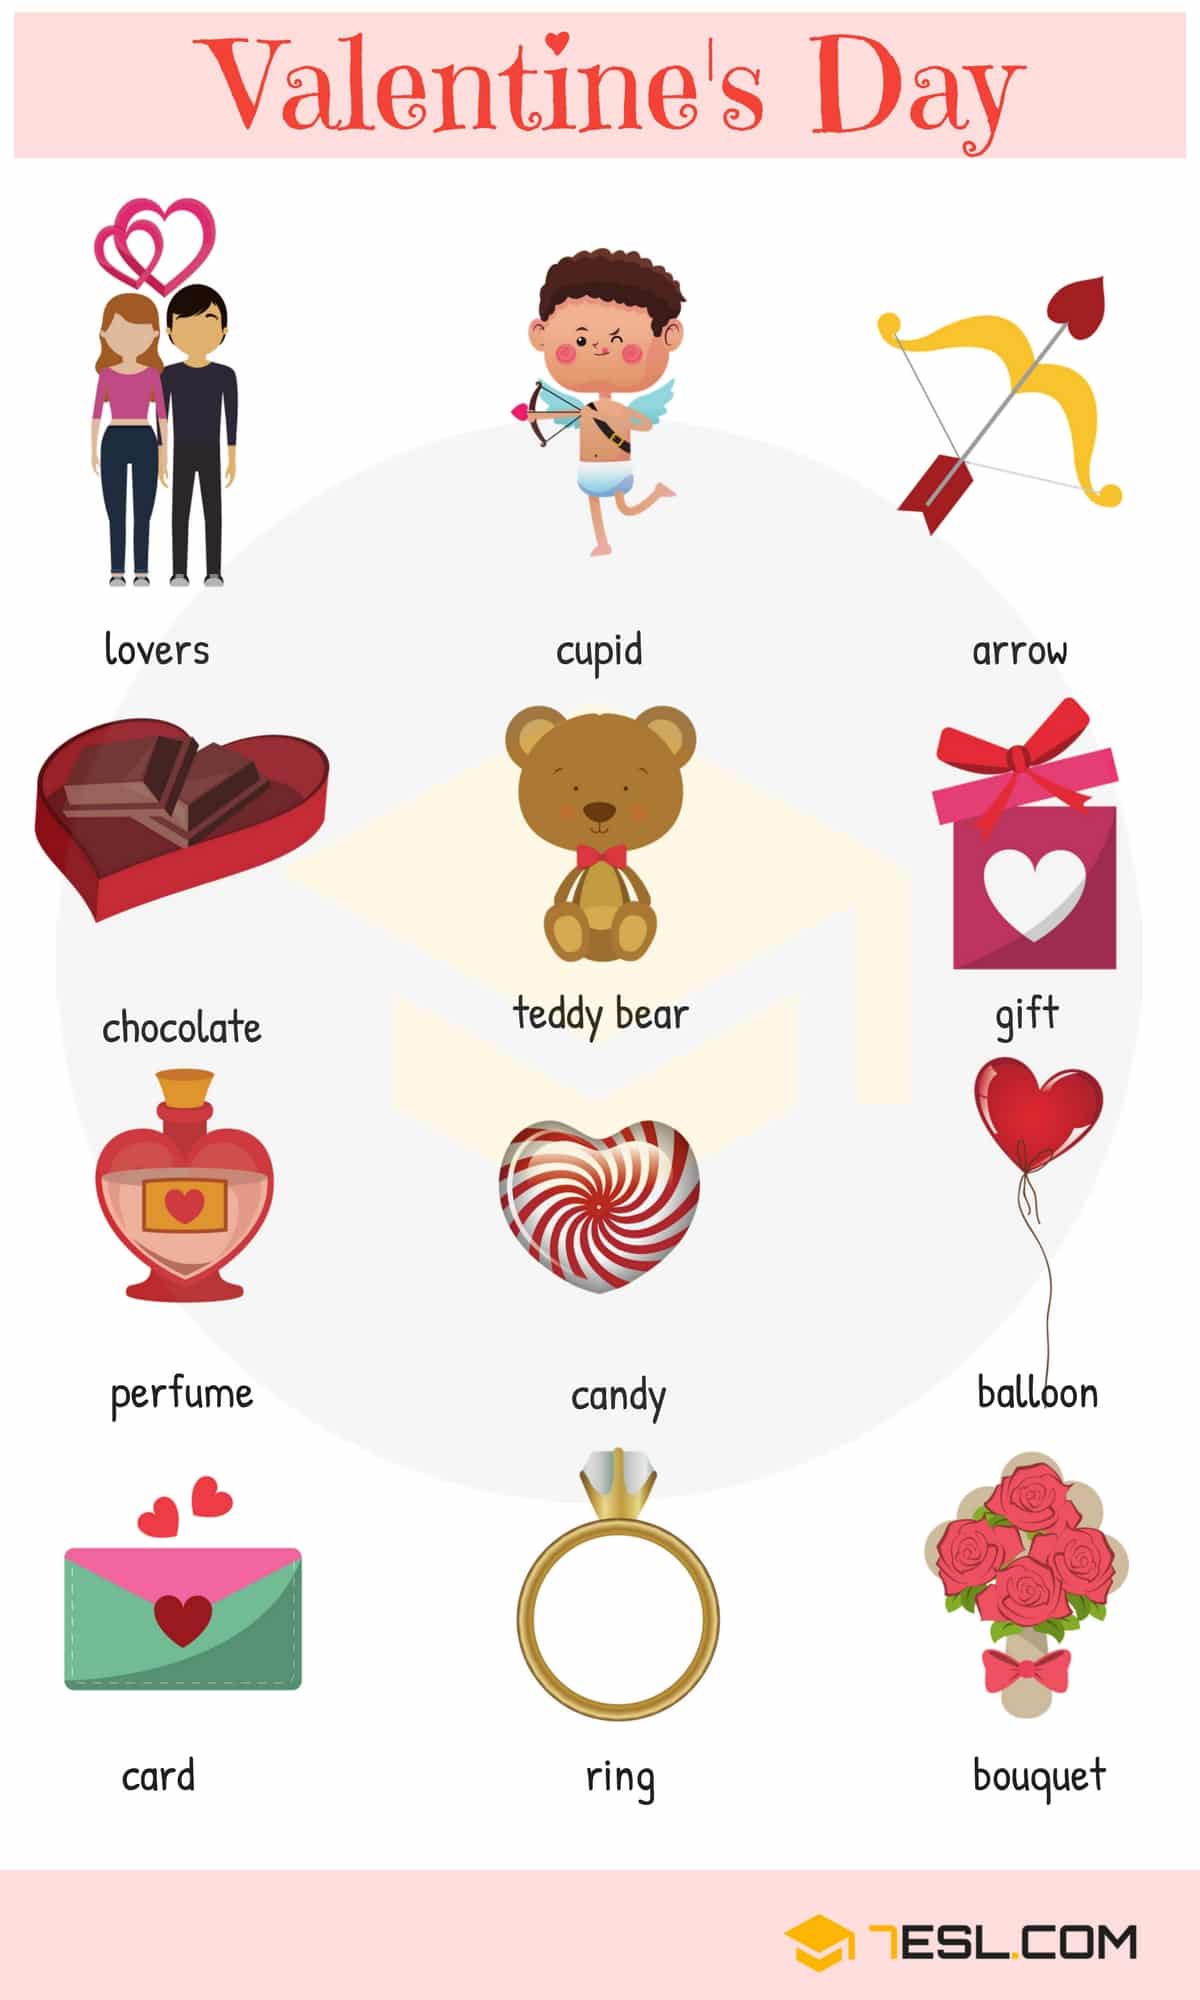 Valentine's Day
lovers
cupid
arrow
chocolate
teddy bear
gift
perfume
candy
balloon
card
ring
bouquet
7ESL.COM